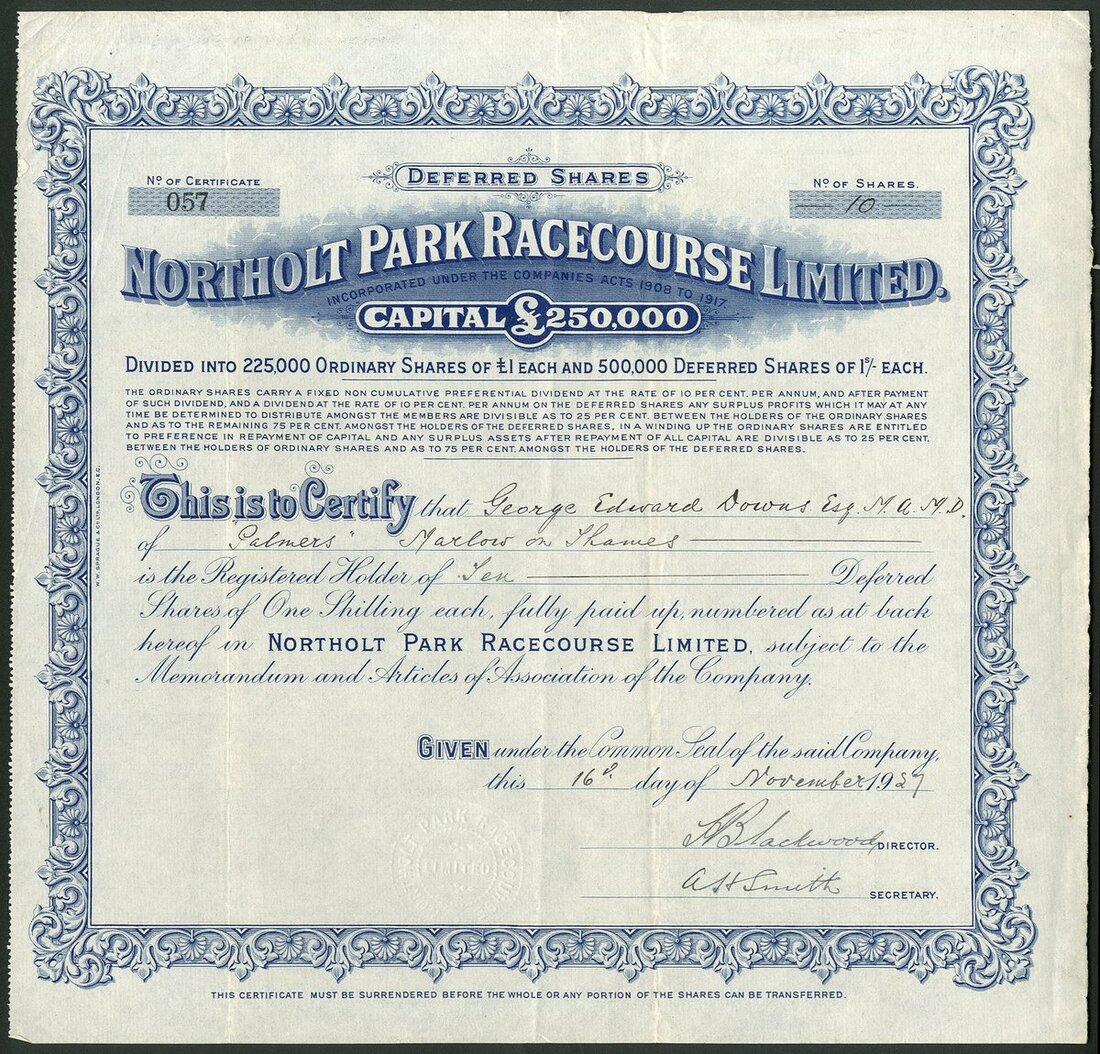 DEFERRED SHARES
No OF CERTIFICATE
057
No OF SHARES.
10
NORTHOLT PARK RACECOURSE LIMITED.
INCORPORATED UNDER THE COMPANIES ACTS 1908 TO 1917.
CAPITAL £250,000
DIVIDED INTO 225,000 ORDINARY SHARES OF £1 EACH AND 500,000 DEFERRED SHARES OF 1s/- EACH.
THE ORDINARY SHARES CARRY A FIXED NON CUMULATIVE PREFERENTIAL DIVIDEND AT THE RATE OF 10 PER CENT. PER ANNUM, AND AFTER PAYMENT
OF SUCH DIVIDEND, AND A DIVIDEND AT THE RATE OF 10 PER CENT. PER ANNUM ON THE DEFERRED SHARES ANY SURPLUS PROFITS WHICH IT MAY AT ANY
TIME BE DETERMINED TO DISTRIBUTE AMONGST THE MEMBERS ARE DIVISIBLE AS TO 25 PER CENT. BETWEEN THE HOLDERS OF THE ORDINARY SHARES
AND AS TO THE REMAINING 75 PER CENT. AMONGST THE HOLDERS OF THE DEFERRED SHARES, IN A WINDING UP THE ORDINARY SHARES ARE ENTITLED
TO PREFERENCE IN REPAYMENT OF CAPITAL AND ANY SURPLUS ASSETS AFTER REPAYMENT OF ALL CAPITAL ARE DIVISIBLE AS TO 25 PER CENT.
BETWEEN THE HOLDERS OF ORDINARY SHARES AND AS TO 75 PER CENT. AMONGST THE HOLDERS OF THE DEFERRED SHARES.
This is to Certify that George Edward Downs Esq. M.A. M.D.
of "Palmers" Marlow on Thames
is the Registered Holder of Ten Deferred
Shares of One Shilling each, fully paid up, numbered as at back
hereof in NORTHOLT PARK RACECOURSE LIMITED, subject to the
Memorandum and Articles of Association of the Company.
GIVEN under the Common Seal of the said Company,
this 16th day of November 1927
H Blackwood DIRECTOR.
A H Smith SECRETARY.
NORTHOLT PARK RACECOURSE
LIMITED
W.W. SPRAGUE & CO. LTD. LONDON, E.C.
THIS CERTIFICATE MUST BE SURRENDERED BEFORE THE WHOLE OR ANY PORTION OF THE SHARES CAN BE TRANSFERRED.